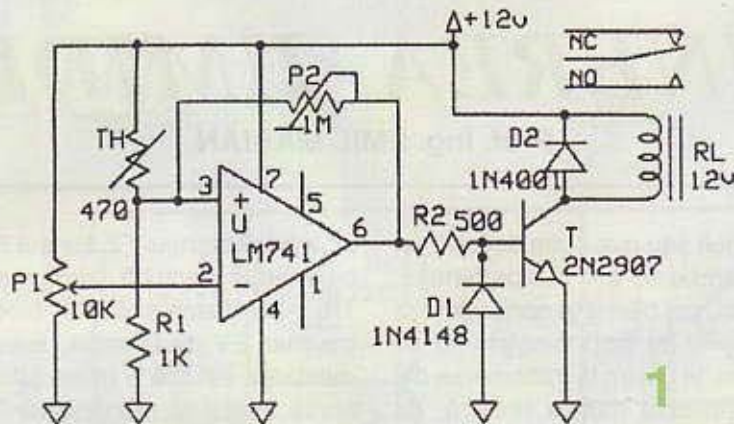 +12v
NC
NO
P2
1M
TH
470
3
+
7
5
U
LM741
6
2
-
4
1
P1
10K
R1
1K
R2 500
D1
1N4148
D2
1N4001
RL
12v
T
2N2907
1